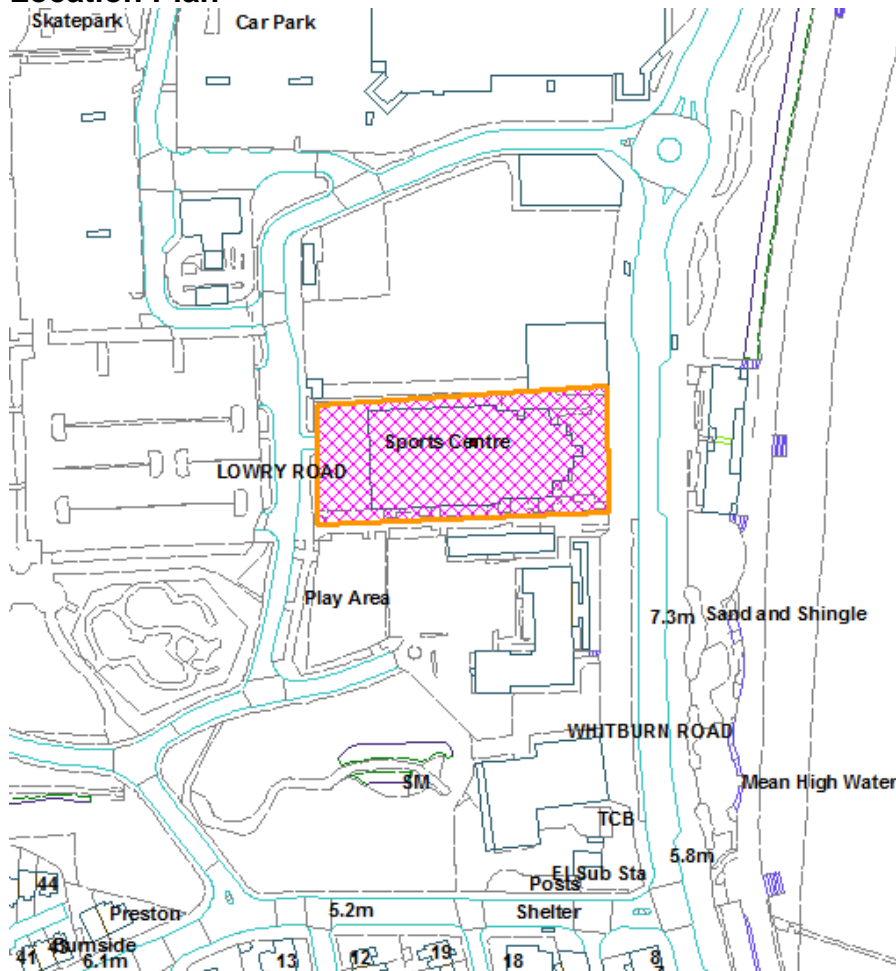 Location Plan
Skatepark
Car Park
Sports Centre
LOWRY ROAD
Play Area
7.3m
Sand and Shingle
WHITBURN ROAD
SM
Mean High Water
TCB
5.8m
El Sub Sta
Posts
44
Preston
5.2m
Shelter
Burnside
41
6.1m
13
12
19
18
8